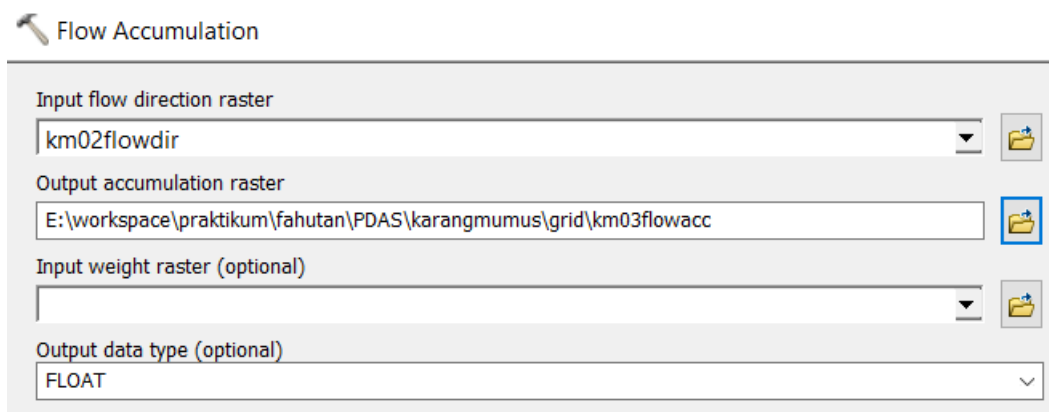 Flow Accumulation
Input flow direction raster
km02flowdir
Output accumulation raster
E:\workspace\praktikum\fahutan\PDAS\karangmumus\grid\km03flowacc
Input weight raster (optional)
Output data type (optional)
FLOAT